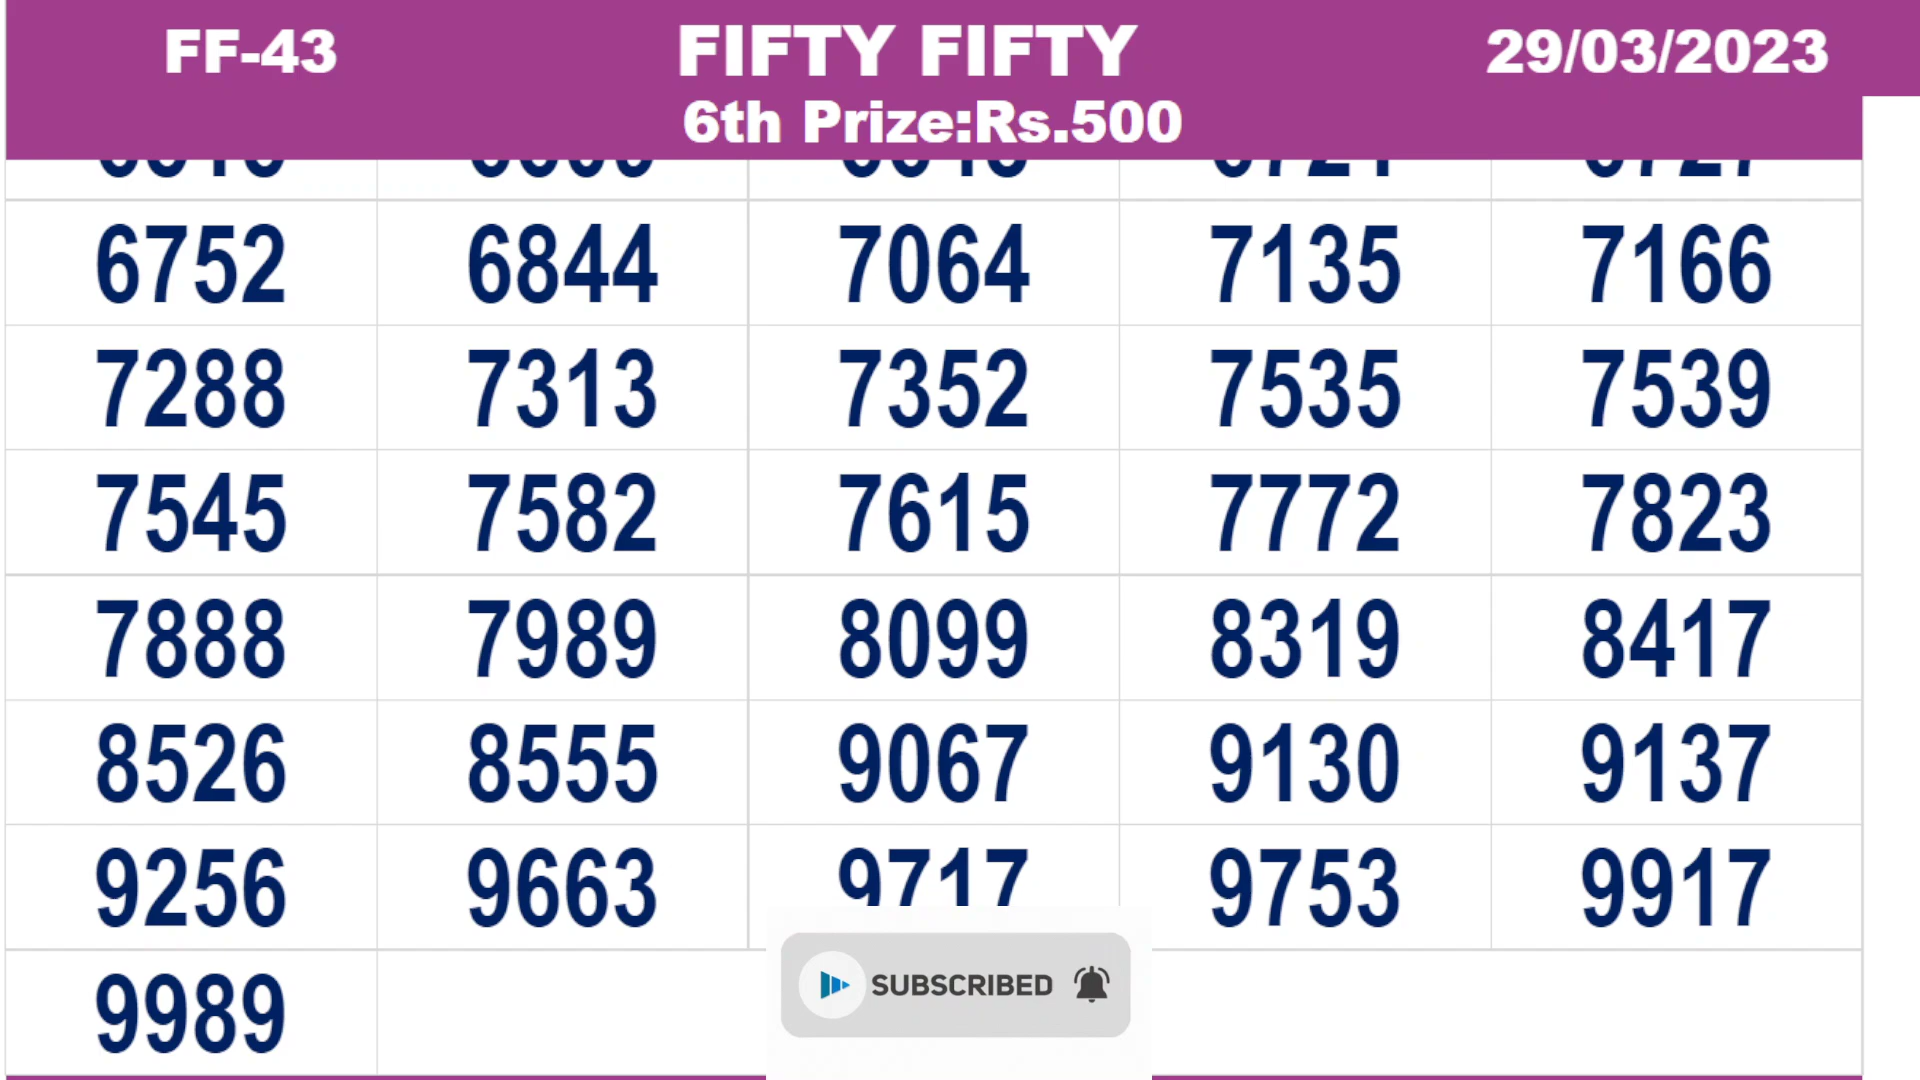 FF-43 FIFTY FIFTY 29/03/2023
6th Prize:Rs.500
6752 6844 7064 7135 7166
7288 7313 7352 7535 7539
7545 7582 7615 7772 7823
7888 7989 8099 8319 8417
8526 8555 9067 9130 9137
9256 9663 9717 9753 9917
9989
SUBSCRIBED